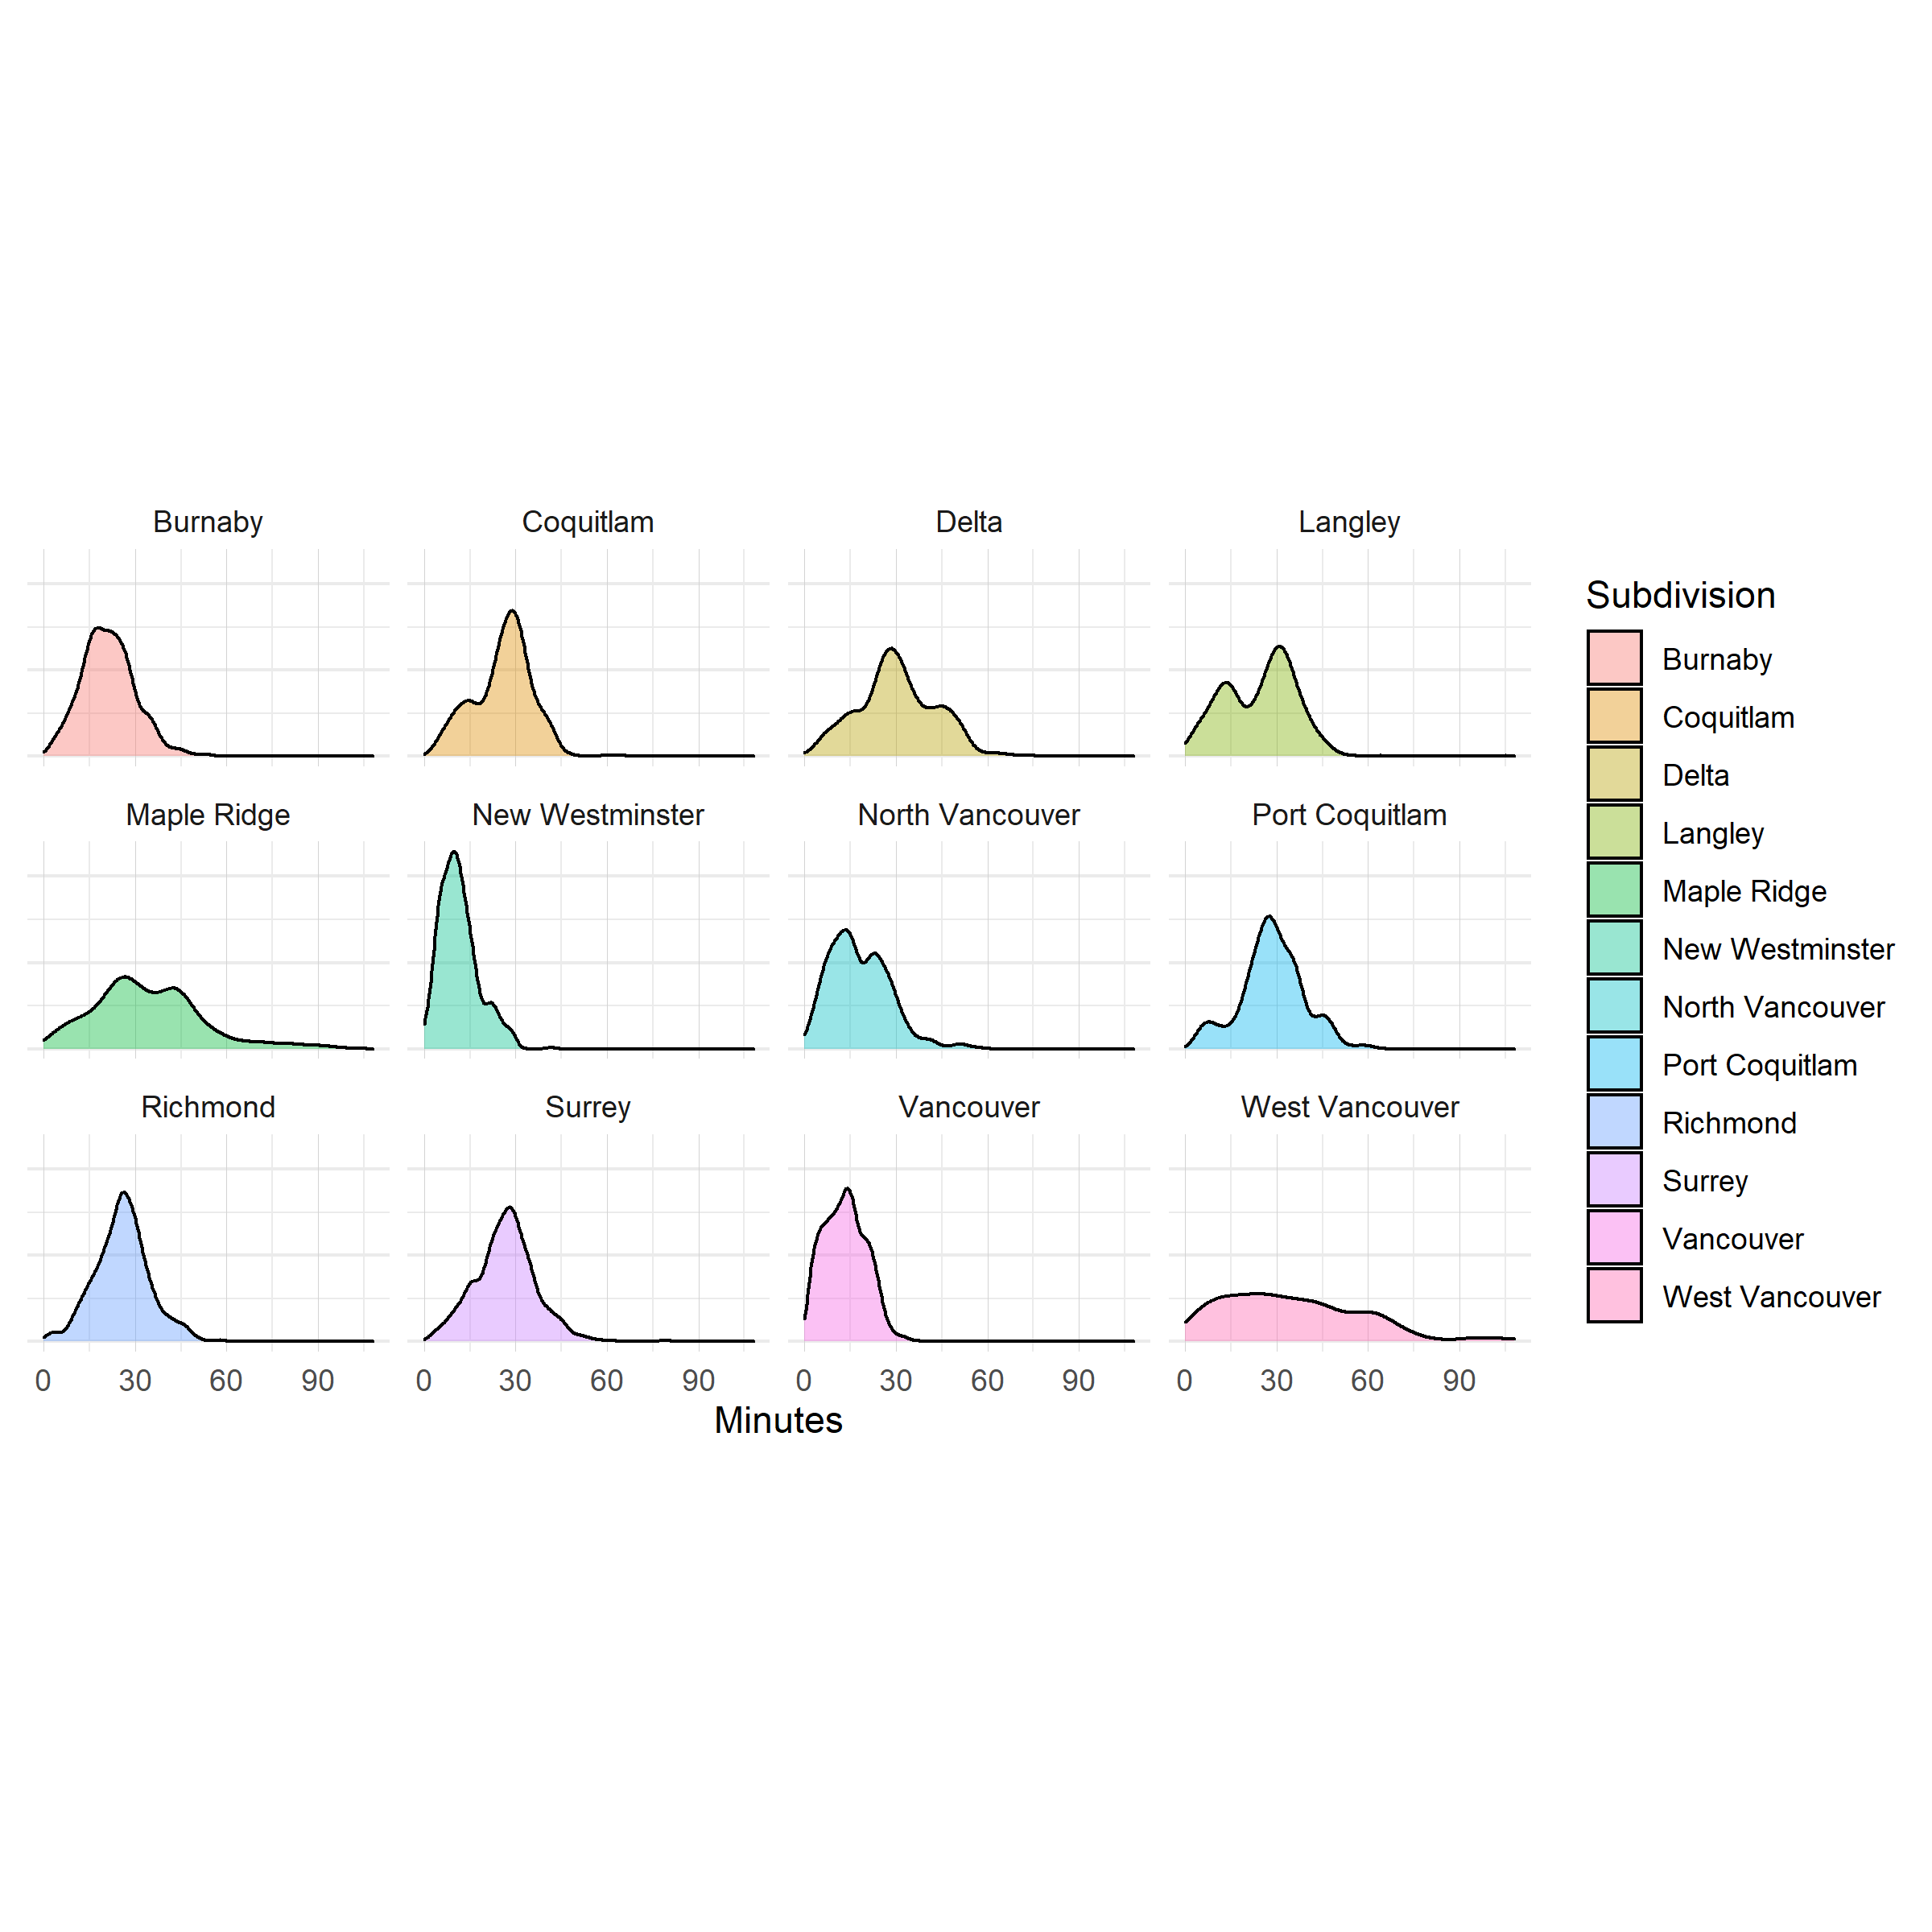 Burnaby Coquitlam Delta Langley
Maple Ridge New Westminster North Vancouver Port Coquitlam
Richmond Surrey Vancouver West Vancouver
0 30 60 90 0 30 60 90 0 30 60 90 0 30 60 90
Minutes
Subdivision
Burnaby
Coquitlam
Delta
Langley
Maple Ridge
New Westminster
North Vancouver
Port Coquitlam
Richmond
Surrey
Vancouver
West Vancouver